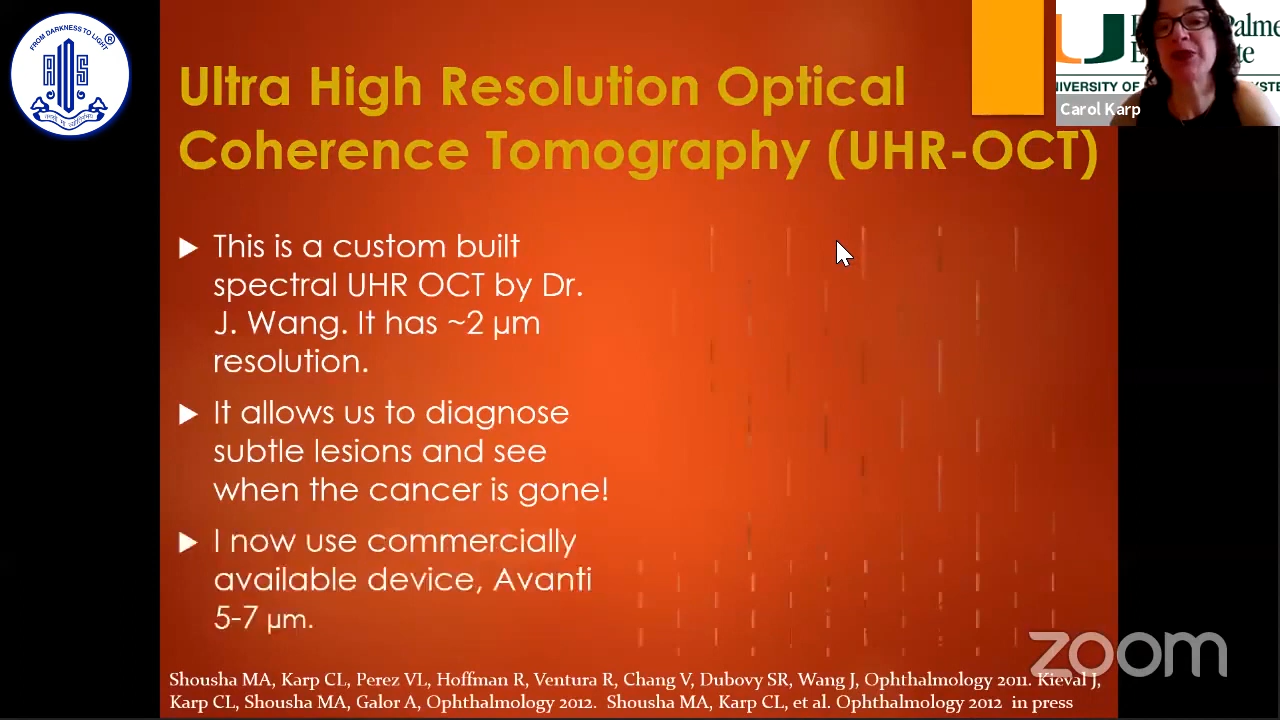 FROM DARKNESS TO LIGHT
AIOS
Ultra High Resolution Optical
Coherence Tomography (UHR-OCT)
This is a custom built
spectral UHR OCT by Dr.
J. Wang. It has ~2 µm
resolution.
It allows us to diagnose
subtle lesions and see
when the cancer is gone!
I now use commercially
available device, Avanti
5-7 µm.
Shousha MA, Karp CL, Perez VL, Hoffman R, Ventura R, Chang V, Dubovy SR, Wang J, Ophthalmology 2011. Kieval J,
Karp CL, Shousha MA, Galor A, Ophthalmology 2012. Shousha MA, Karp CL, et al. Ophthalmology 2012 in press
Palme
te
UNIVERSITY OF
Carol Karp
zoom